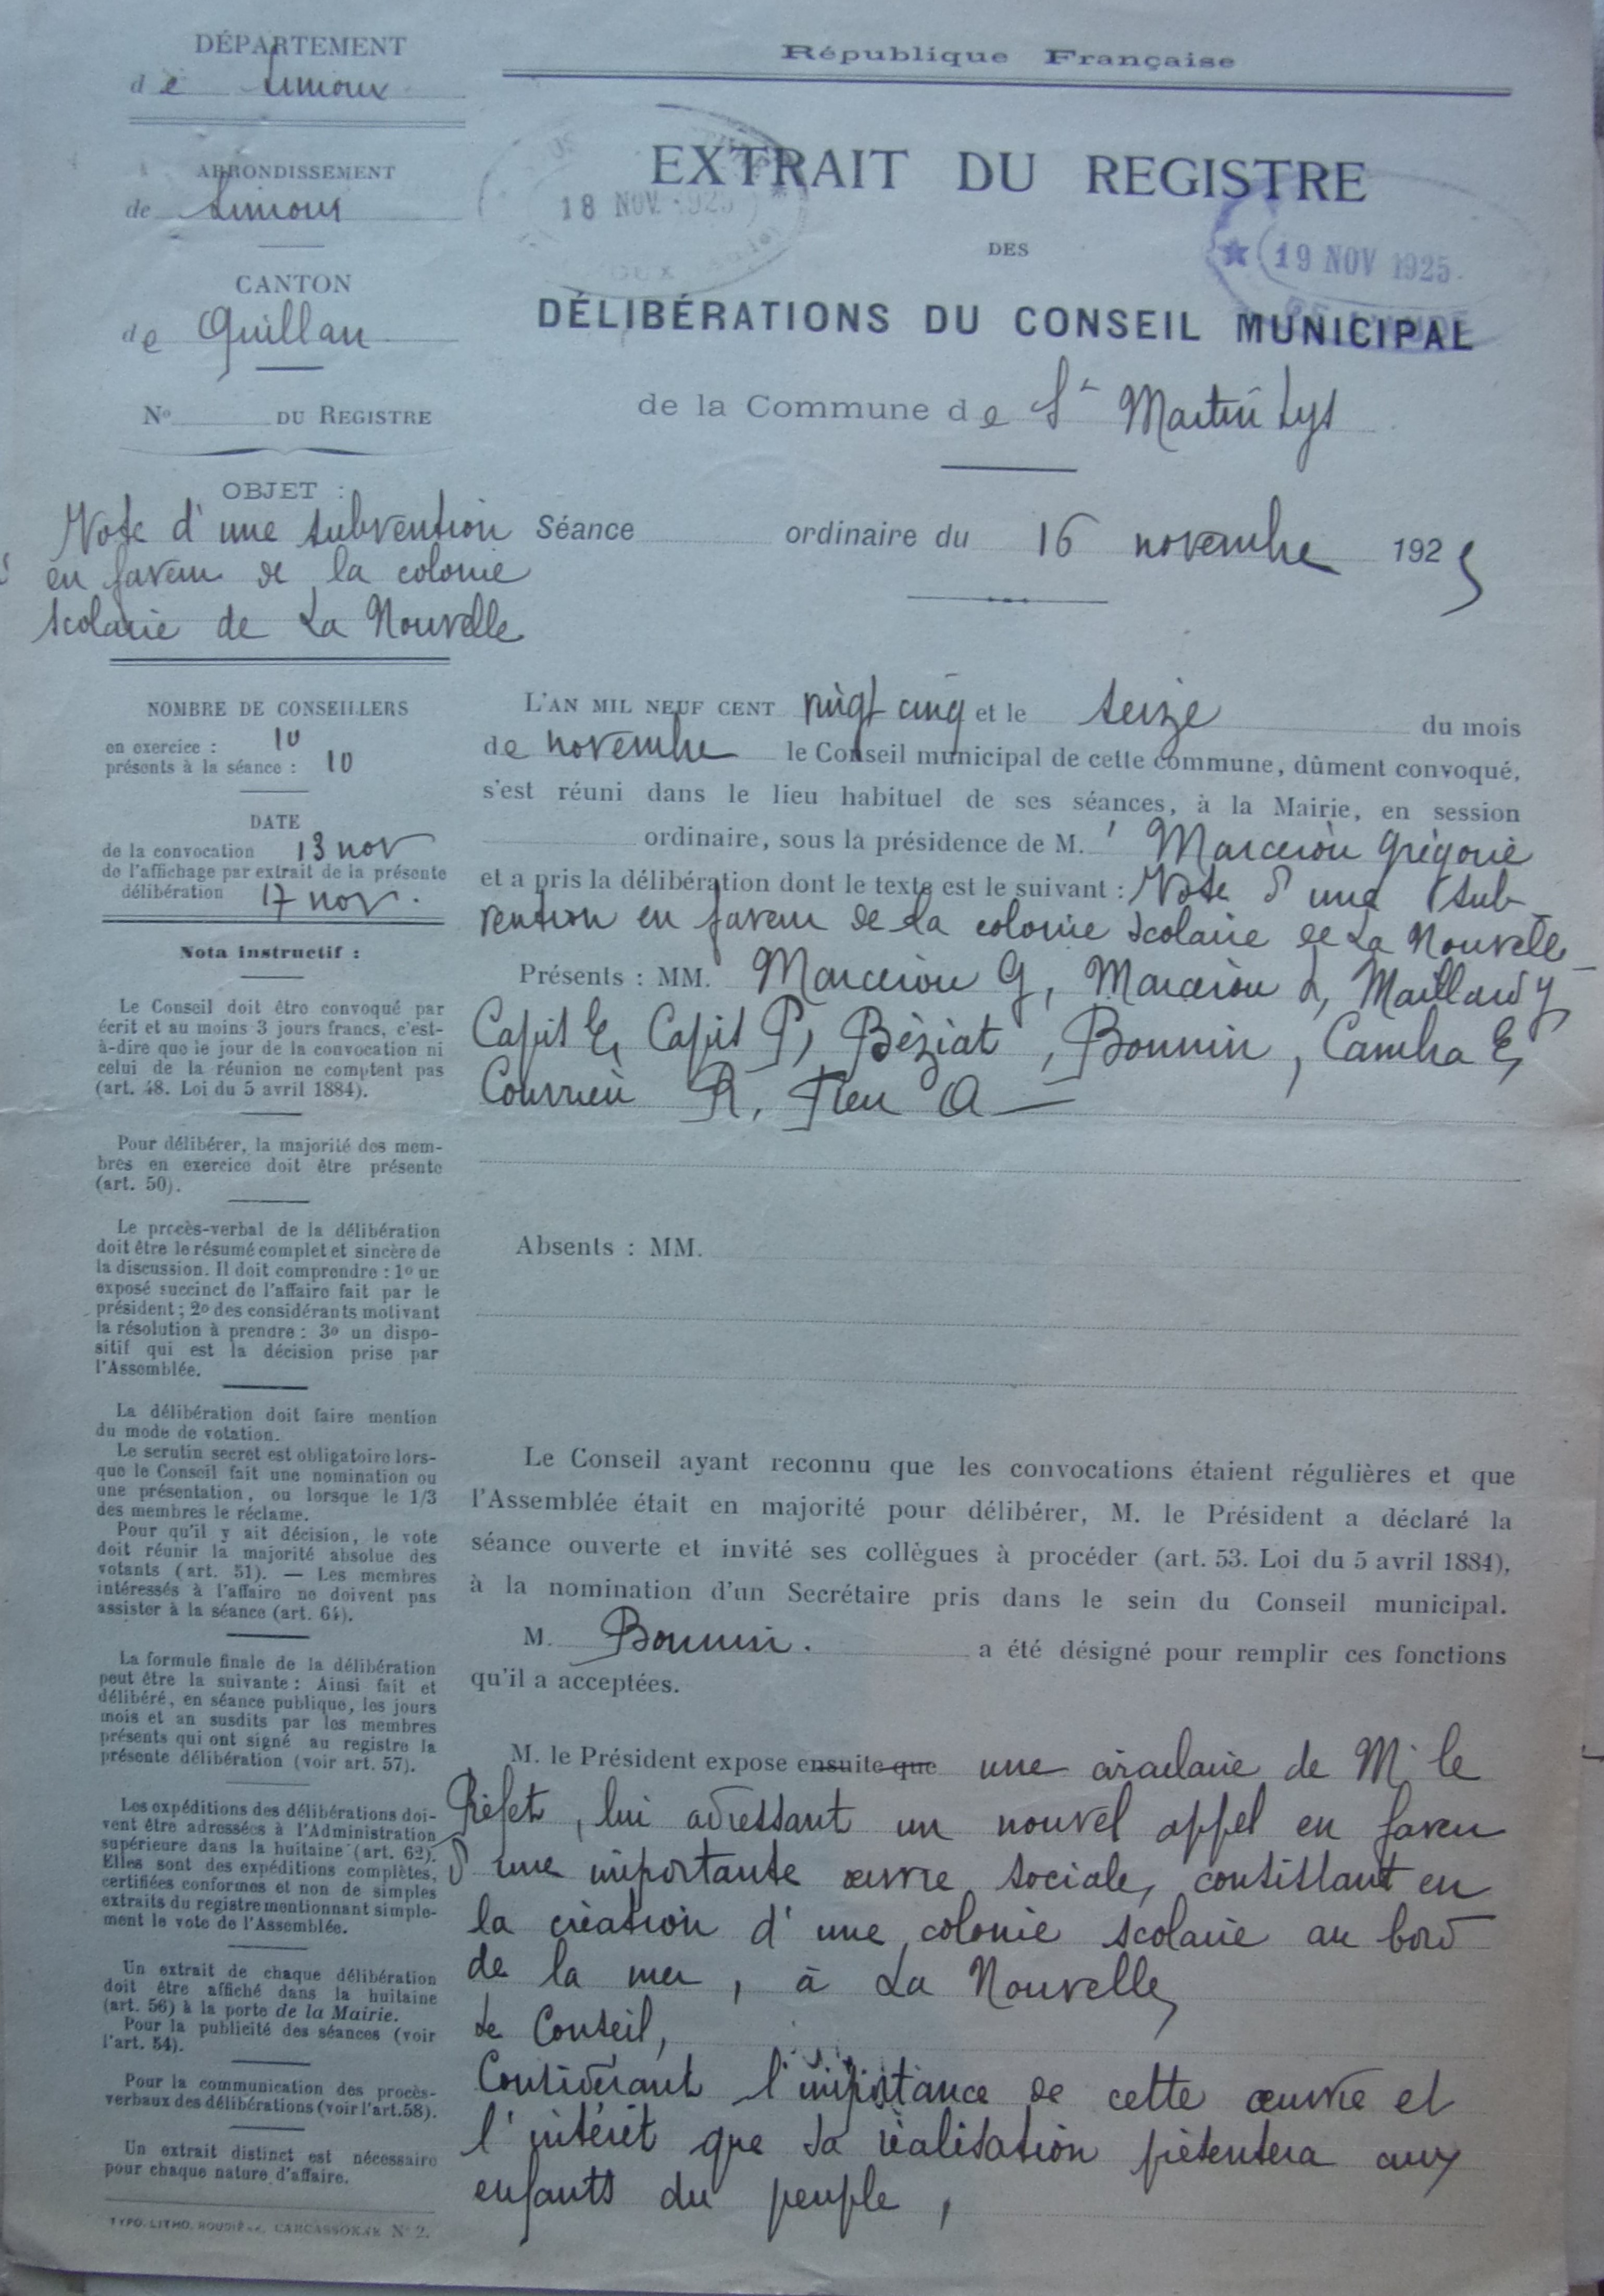 DÉPARTEMENT
de Limoux
ARRONDISSEMENT
de Limoux
CANTON
de Quillan
No DU REGISTRE
OBJET :
Vote d'une subvention
en faveur de la colonie
scolaire de La Nouvelle
NOMBRE DE CONSEILLERS
en exercice : 10
présents à la séance : 10
DATE
de la convocation 13 nov
de l'affichage par extrait de la présente
délibération 17 nov.
Nota instructif :
Le Conseil doit être convoqué par
écrit et au moins 3 jours francs, c'est-
à-dire que le jour de la convocation ni
celui de la réunion ne comptent pas
(art. 48. Loi du 5 avril 1884).
Pour délibérer, la majorité des mem-
bres en exercice doit être présente
(art. 50).
Le procès-verbal de la délibération
doit être le résumé complet et sincère de
la discussion. Il doit comprendre : 1o un
exposé succinct de l'affaire fait par le
président ; 2o des considérants motivant
la résolution à prendre : 3o un dispo-
sitif qui est la décision prise par
l'Assemblée.
La délibération doit faire mention
du mode de votation.
Le scrutin secret est obligatoire lors-
que le Conseil fait une nomination ou
une présentation, ou lorsque le 1/3
des membres le réclame.
Pour qu'il y ait décision, le vote
doit réunir la majorité absolue des
votants (art. 51). — Les membres
intéressés à l'affaire ne doivent pas
assister à la séance (art. 64).
La formule finale de la délibération
peut être la suivante : Ainsi fait et
délibéré, en séance publique, les jours
mois et an susdits par les membres
présents qui ont signé au registre la
présente délibération (voir art. 57).
Les expéditions des délibérations doi-
vent être adressées à l'Administration
supérieure dans la huitaine (art. 62).
Elles sont des expéditions complètes,
certifiées conformes et non de simples
extraits du registre mentionnant simple-
ment le vote de l'Assemblée.
Un extrait de chaque délibération
doit être affiché dans la huitaine
(art. 56) à la porte de la Mairie.
Pour la publicité des séances (voir
l'art. 54).
Pour la communication des procès-
verbaux des délibérations (voir l'art.58).
Un extrait distinct est nécessaire
pour chaque nature d'affaire.
TYPO. LITHO. ROUDIÈRE, CARCASSONNE No 2.
République Française
18 NOV. 1925
19 NOV 1925
EXTRAIT DU REGISTRE
DES
DÉLIBÉRATIONS DU CONSEIL MUNICIPAL
de la Commune de St Martin Lys
Séance ordinaire du 16 novembre 1925
L'AN MIL NEUF CENT vingt cinq et le seize du mois
de novembre le Conseil municipal de cette commune, dûment convoqué,
s'est réuni dans le lieu habituel de ses séances, à la Mairie, en session
ordinaire, sous la présidence de M. Marcerou Grégoire
et a pris la délibération dont le texte est le suivant : Vote d'une sub-
vention en faveur de la colonie scolaire de La Nouvelle
Présents : MM. Marcerou G, Marcerou L, Maillard Y
Capit E, Capit P, Béziat, Bonnin, Cambra E,
Courrieu R, A —
Absents : MM.
Le Conseil ayant reconnu que les convocations étaient régulières et que
l'Assemblée était en majorité pour délibérer, M. le Président a déclaré la
séance ouverte et invité ses collègues à procéder (art. 53. Loi du 5 avril 1884),
à la nomination d'un Secrétaire pris dans le sein du Conseil municipal.
M. Bonnin. a été désigné pour remplir ces fonctions
qu'il a acceptées.
M. le Président expose ensuite que une circulaire de Mr le
Préfet, lui adressant un nouvel appel en faveur
d'une importante œuvre sociale, consistant en
la création d'une colonie scolaire au bord
de la mer, à La Nouvelle,
Le Conseil,
Considérant l'importance de cette œuvre et
l'intérêt que sa réalisation présentera aux
enfants du peuple,